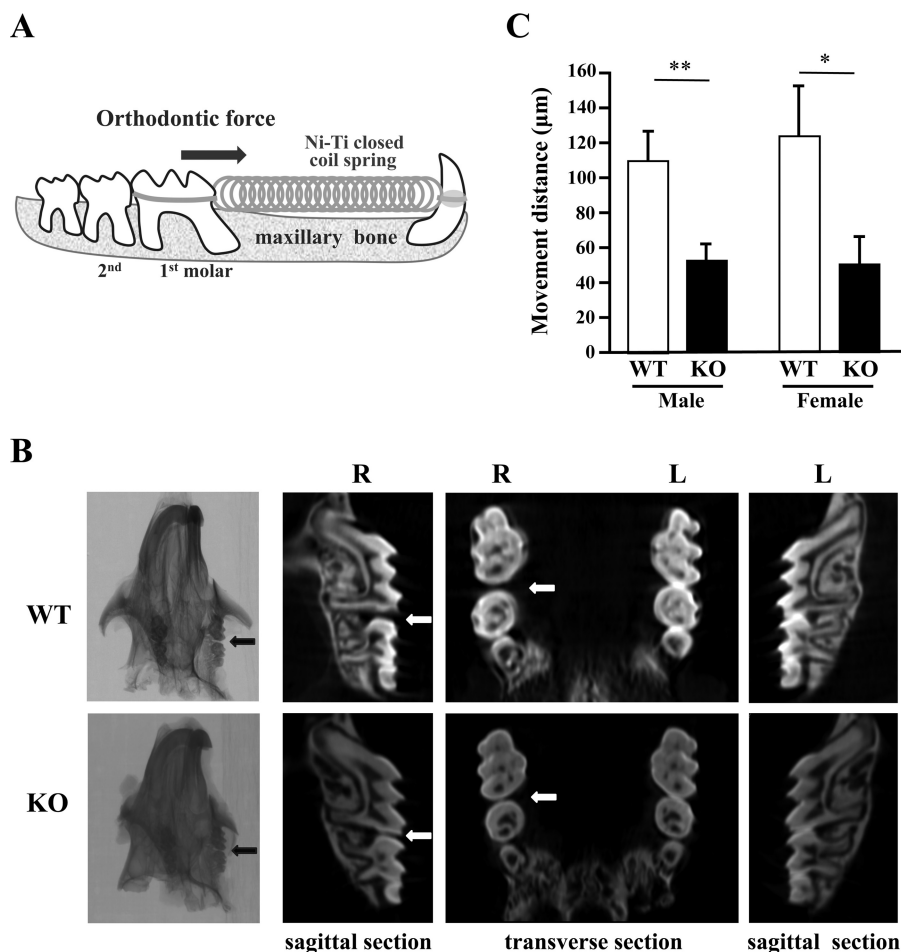 A
Orthodontic force
Ni-Ti closed
coil spring
maxillary bone
2nd
1st molar
C
Movement distance (μm)
160
140
120
100
80
60
40
20
0
**
*
WT
KO
WT
KO
Male
Female
B
R
R
L
L
WT
KO
sagittal section
transverse section
sagittal section